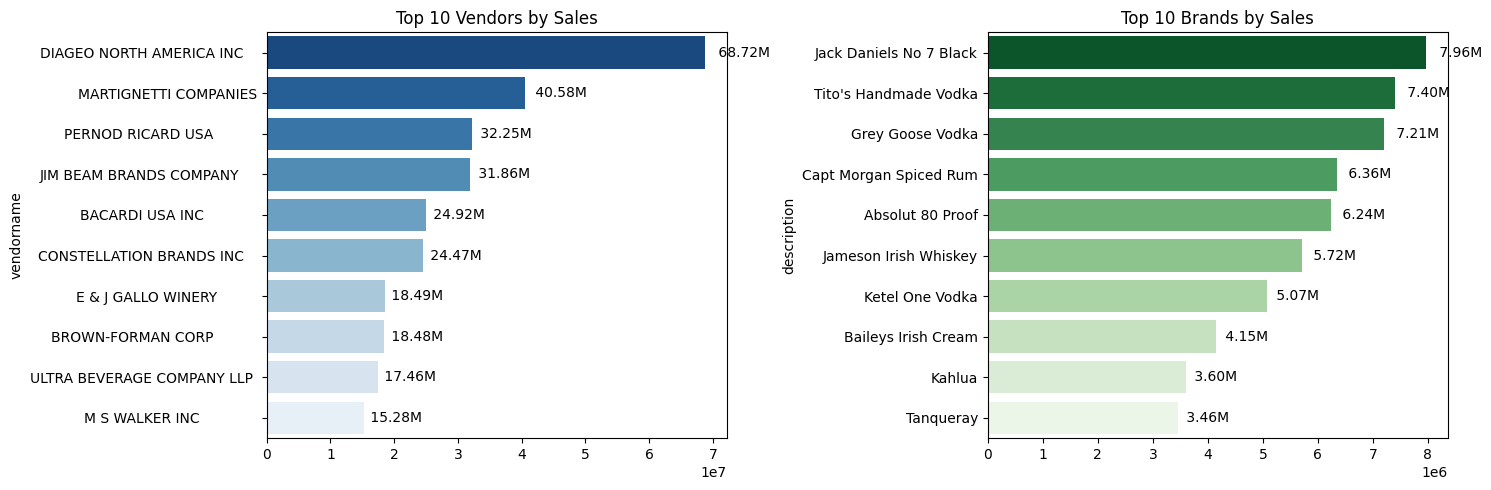 Top 10 Vendors by Sales
vendorname
DIAGEO NORTH AMERICA INC 68.72M
MARTIGNETTI COMPANIES 40.58M
PERNOD RICARD USA 32.25M
JIM BEAM BRANDS COMPANY 31.86M
BACARDI USA INC 24.92M
CONSTELLATION BRANDS INC 24.47M
E & J GALLO WINERY 18.49M
BROWN-FORMAN CORP 18.48M
ULTRA BEVERAGE COMPANY LLP 17.46M
M S WALKER INC 15.28M
0 1 2 3 4 5 6 7
1e7
Top 10 Brands by Sales
description
Jack Daniels No 7 Black 7.96M
Tito's Handmade Vodka 7.40M
Grey Goose Vodka 7.21M
Capt Morgan Spiced Rum 6.36M
Absolut 80 Proof 6.24M
Jameson Irish Whiskey 5.72M
Ketel One Vodka 5.07M
Baileys Irish Cream 4.15M
Kahlua 3.60M
Tanqueray 3.46M
0 1 2 3 4 5 6 7 8
1e6